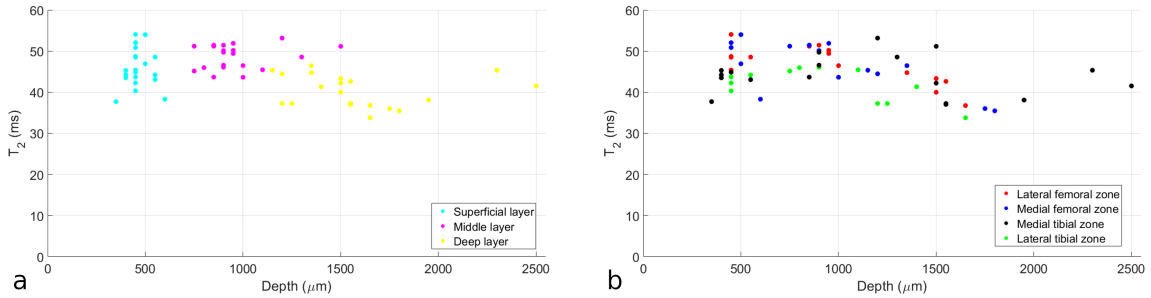 60
50
40
30
20
10
0
T2 (ms)
0 500 1000 1500 2000 2500
Depth (μm)
Superficial layer
Middle layer
Deep layer
a
60
50
40
30
20
10
0
T2 (ms)
0 500 1000 1500 2000 2500
Depth (μm)
Lateral femoral zone
Medial femoral zone
Medial tibial zone
Lateral tibial zone
b